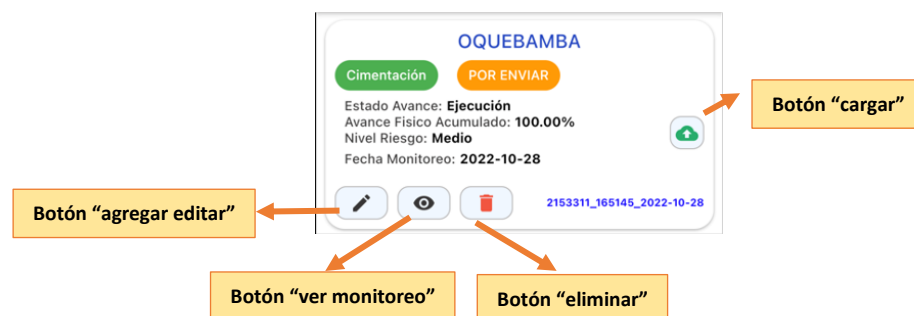 OQUEBAMBA
Cimentación
POR ENVIAR
Estado Avance: Ejecución
Avance Fisico Acumulado: 100.00%
Nivel Riesgo: Medio
Fecha Monitoreo: 2022-10-28
2153311_165145_2022-10-28
Botón “cargar”
Botón “agregar editar”
Botón “ver monitoreo”
Botón “eliminar”